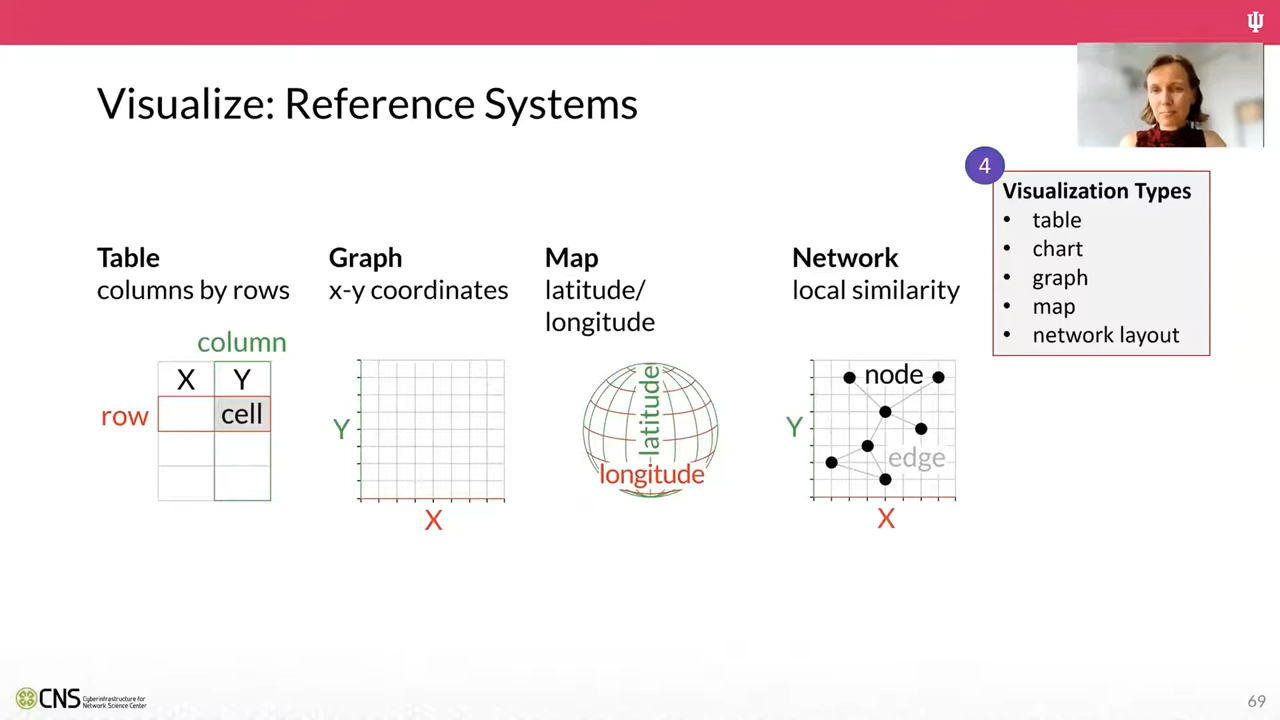 Visualize: Reference Systems
4
Visualization Types
• table
• chart
• graph
• map
• network layout
Table
columns by rows
column
X Y
row cell
Graph
x-y coordinates
Y
X
Map
latitude/
longitude
latitude
longitude
Network
local similarity
node
Y
edge
X
CNS Cyberinfrastructure for
Network Science Center
69